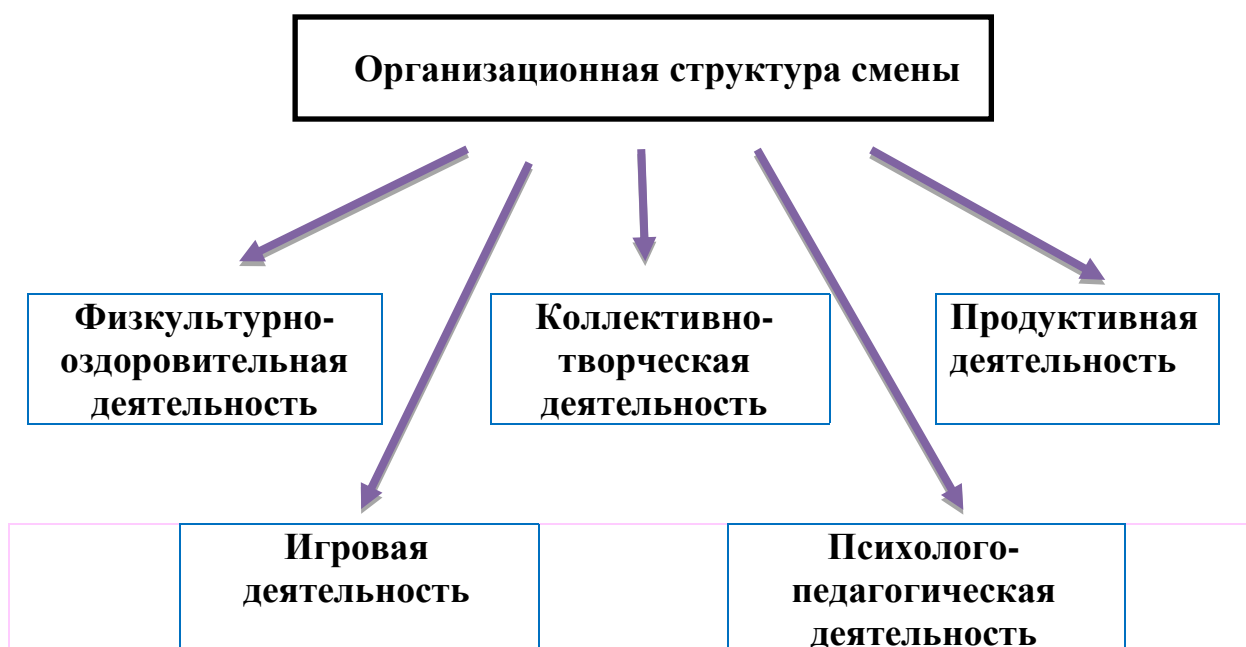 Организационная структура смены
Физкультурно-
оздоровительная
деятельность
Коллективно-
творческая
деятельность
Продуктивная
деятельность
Игровая
деятельность
Психолого-
педагогическая
деятельность